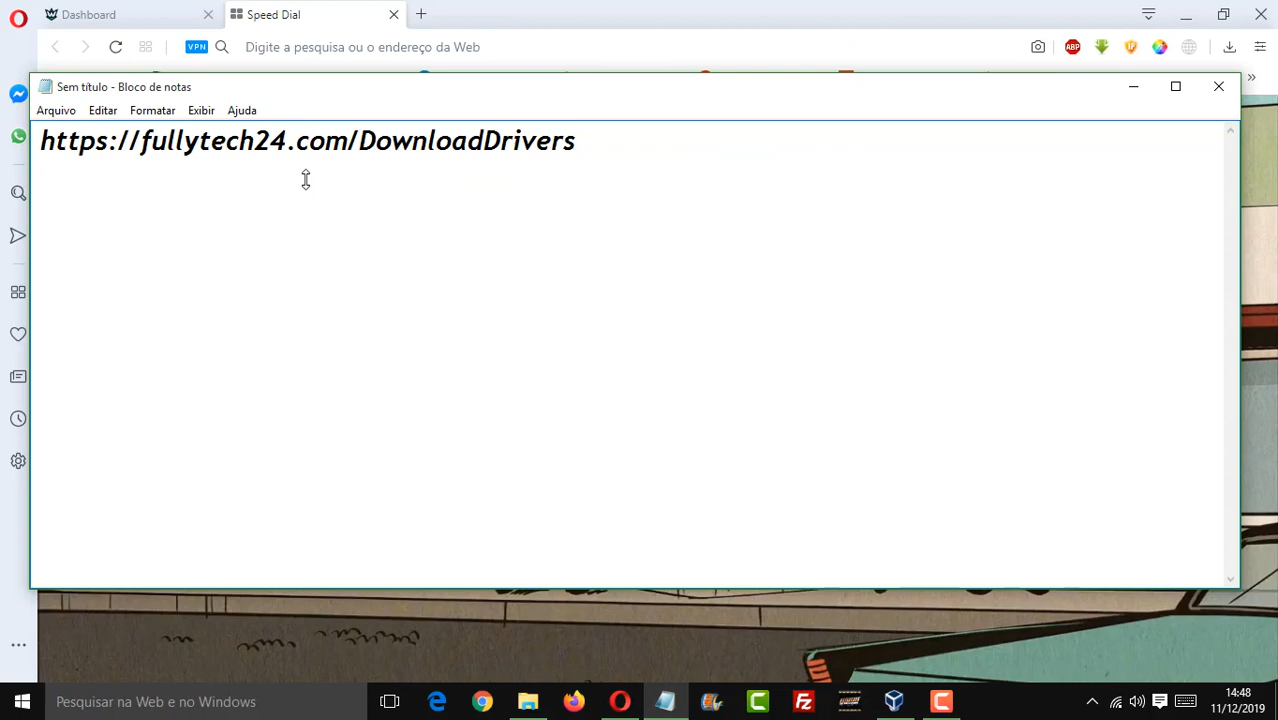 Dashboard
Speed Dial
VPN
Digite a pesquisa ou o endereço da Web
ABP
Sem título - Bloco de notas
Arquivo Editar Formatar Exibir Ajuda
https://fullytech24.com/DownloadDrivers
Pesquisar na Web e no Windows
14:48
11/12/2019